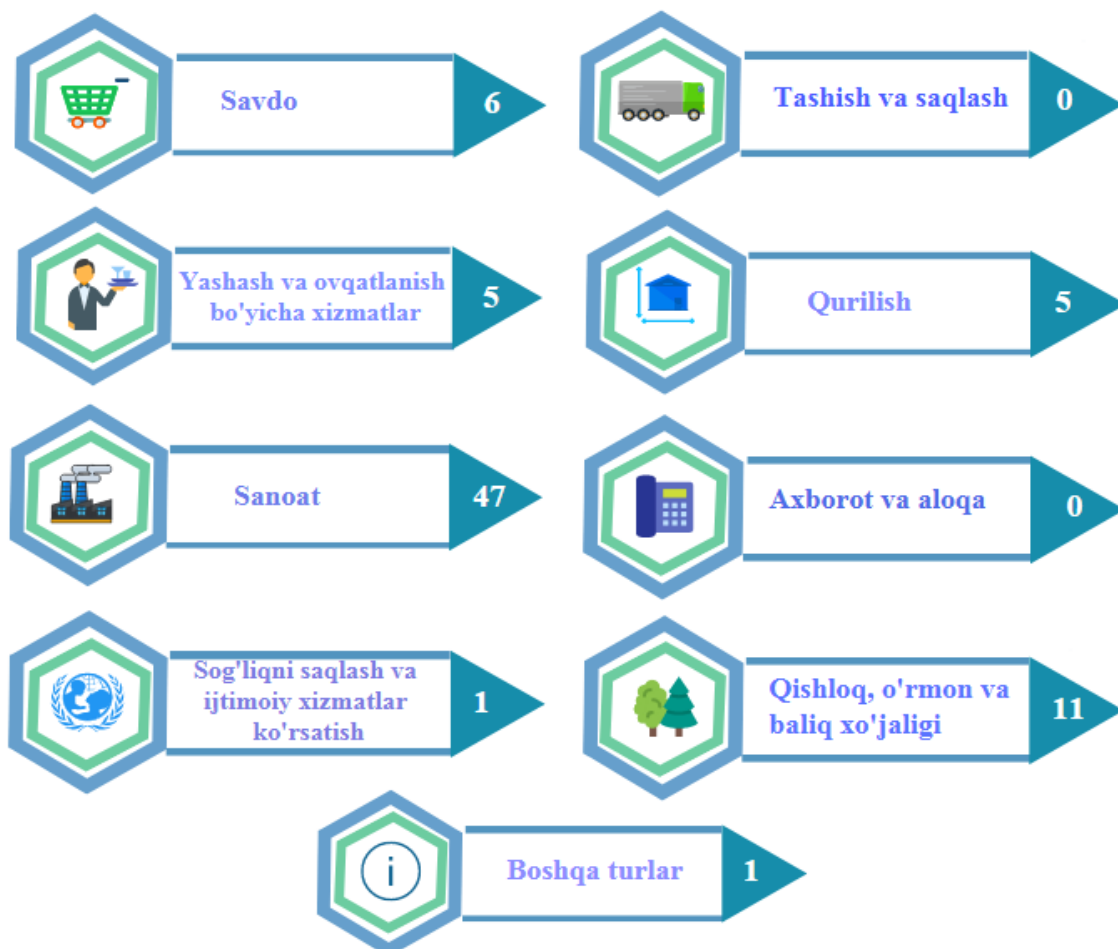 Savdo
6
Tashish va saqlash
0
Yashash va ovqatlanish
bo'yicha xizmatlar
5
Qurilish
5
Sanoat
47
Axborot va aloqa
0
Sog'liqni saqlash va
ijtimoiy xizmatlar
ko'rsatish
1
Qishloq, o'rmon va
baliq xo'jaligi
11
i
Boshqa turlar
1